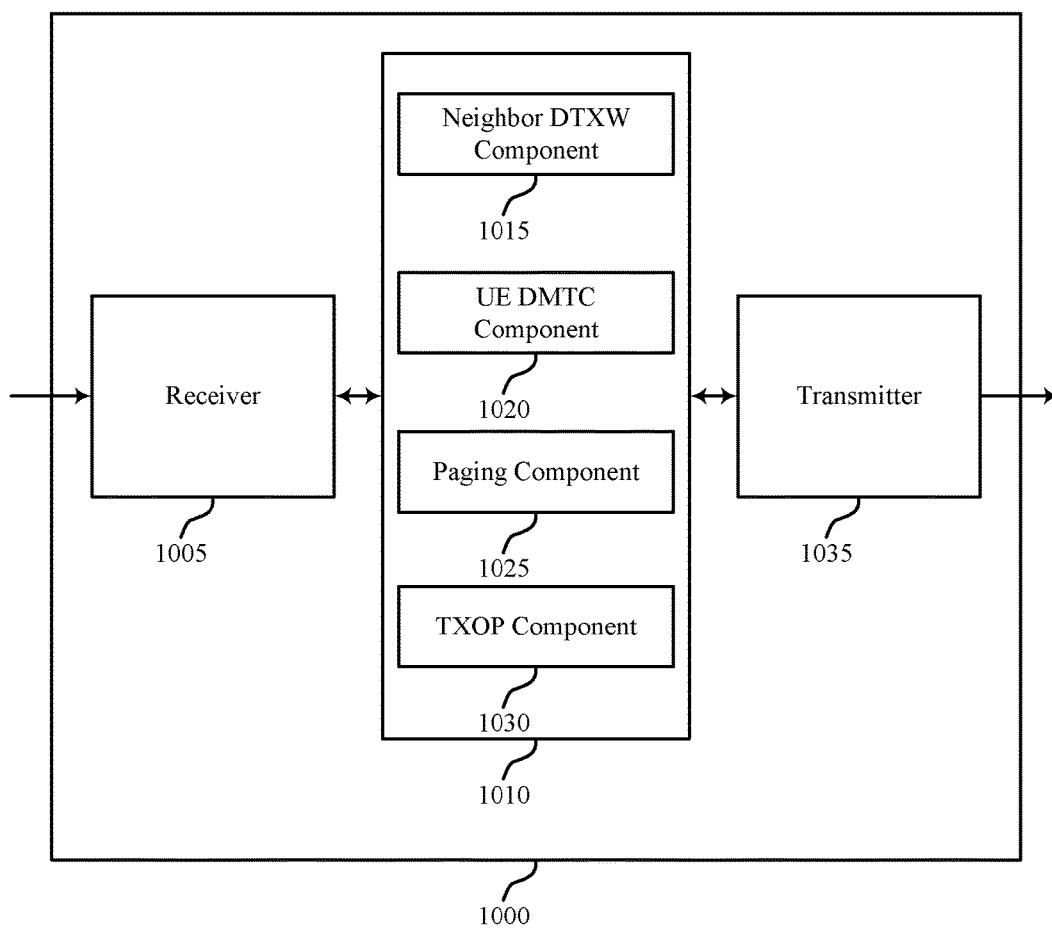 Neighbor DTXW
Component
1015
UE DMTC
Component
1020
Receiver
1005
Transmitter
1035
Paging Component
1025
TXOP Component
1030
1010
1000